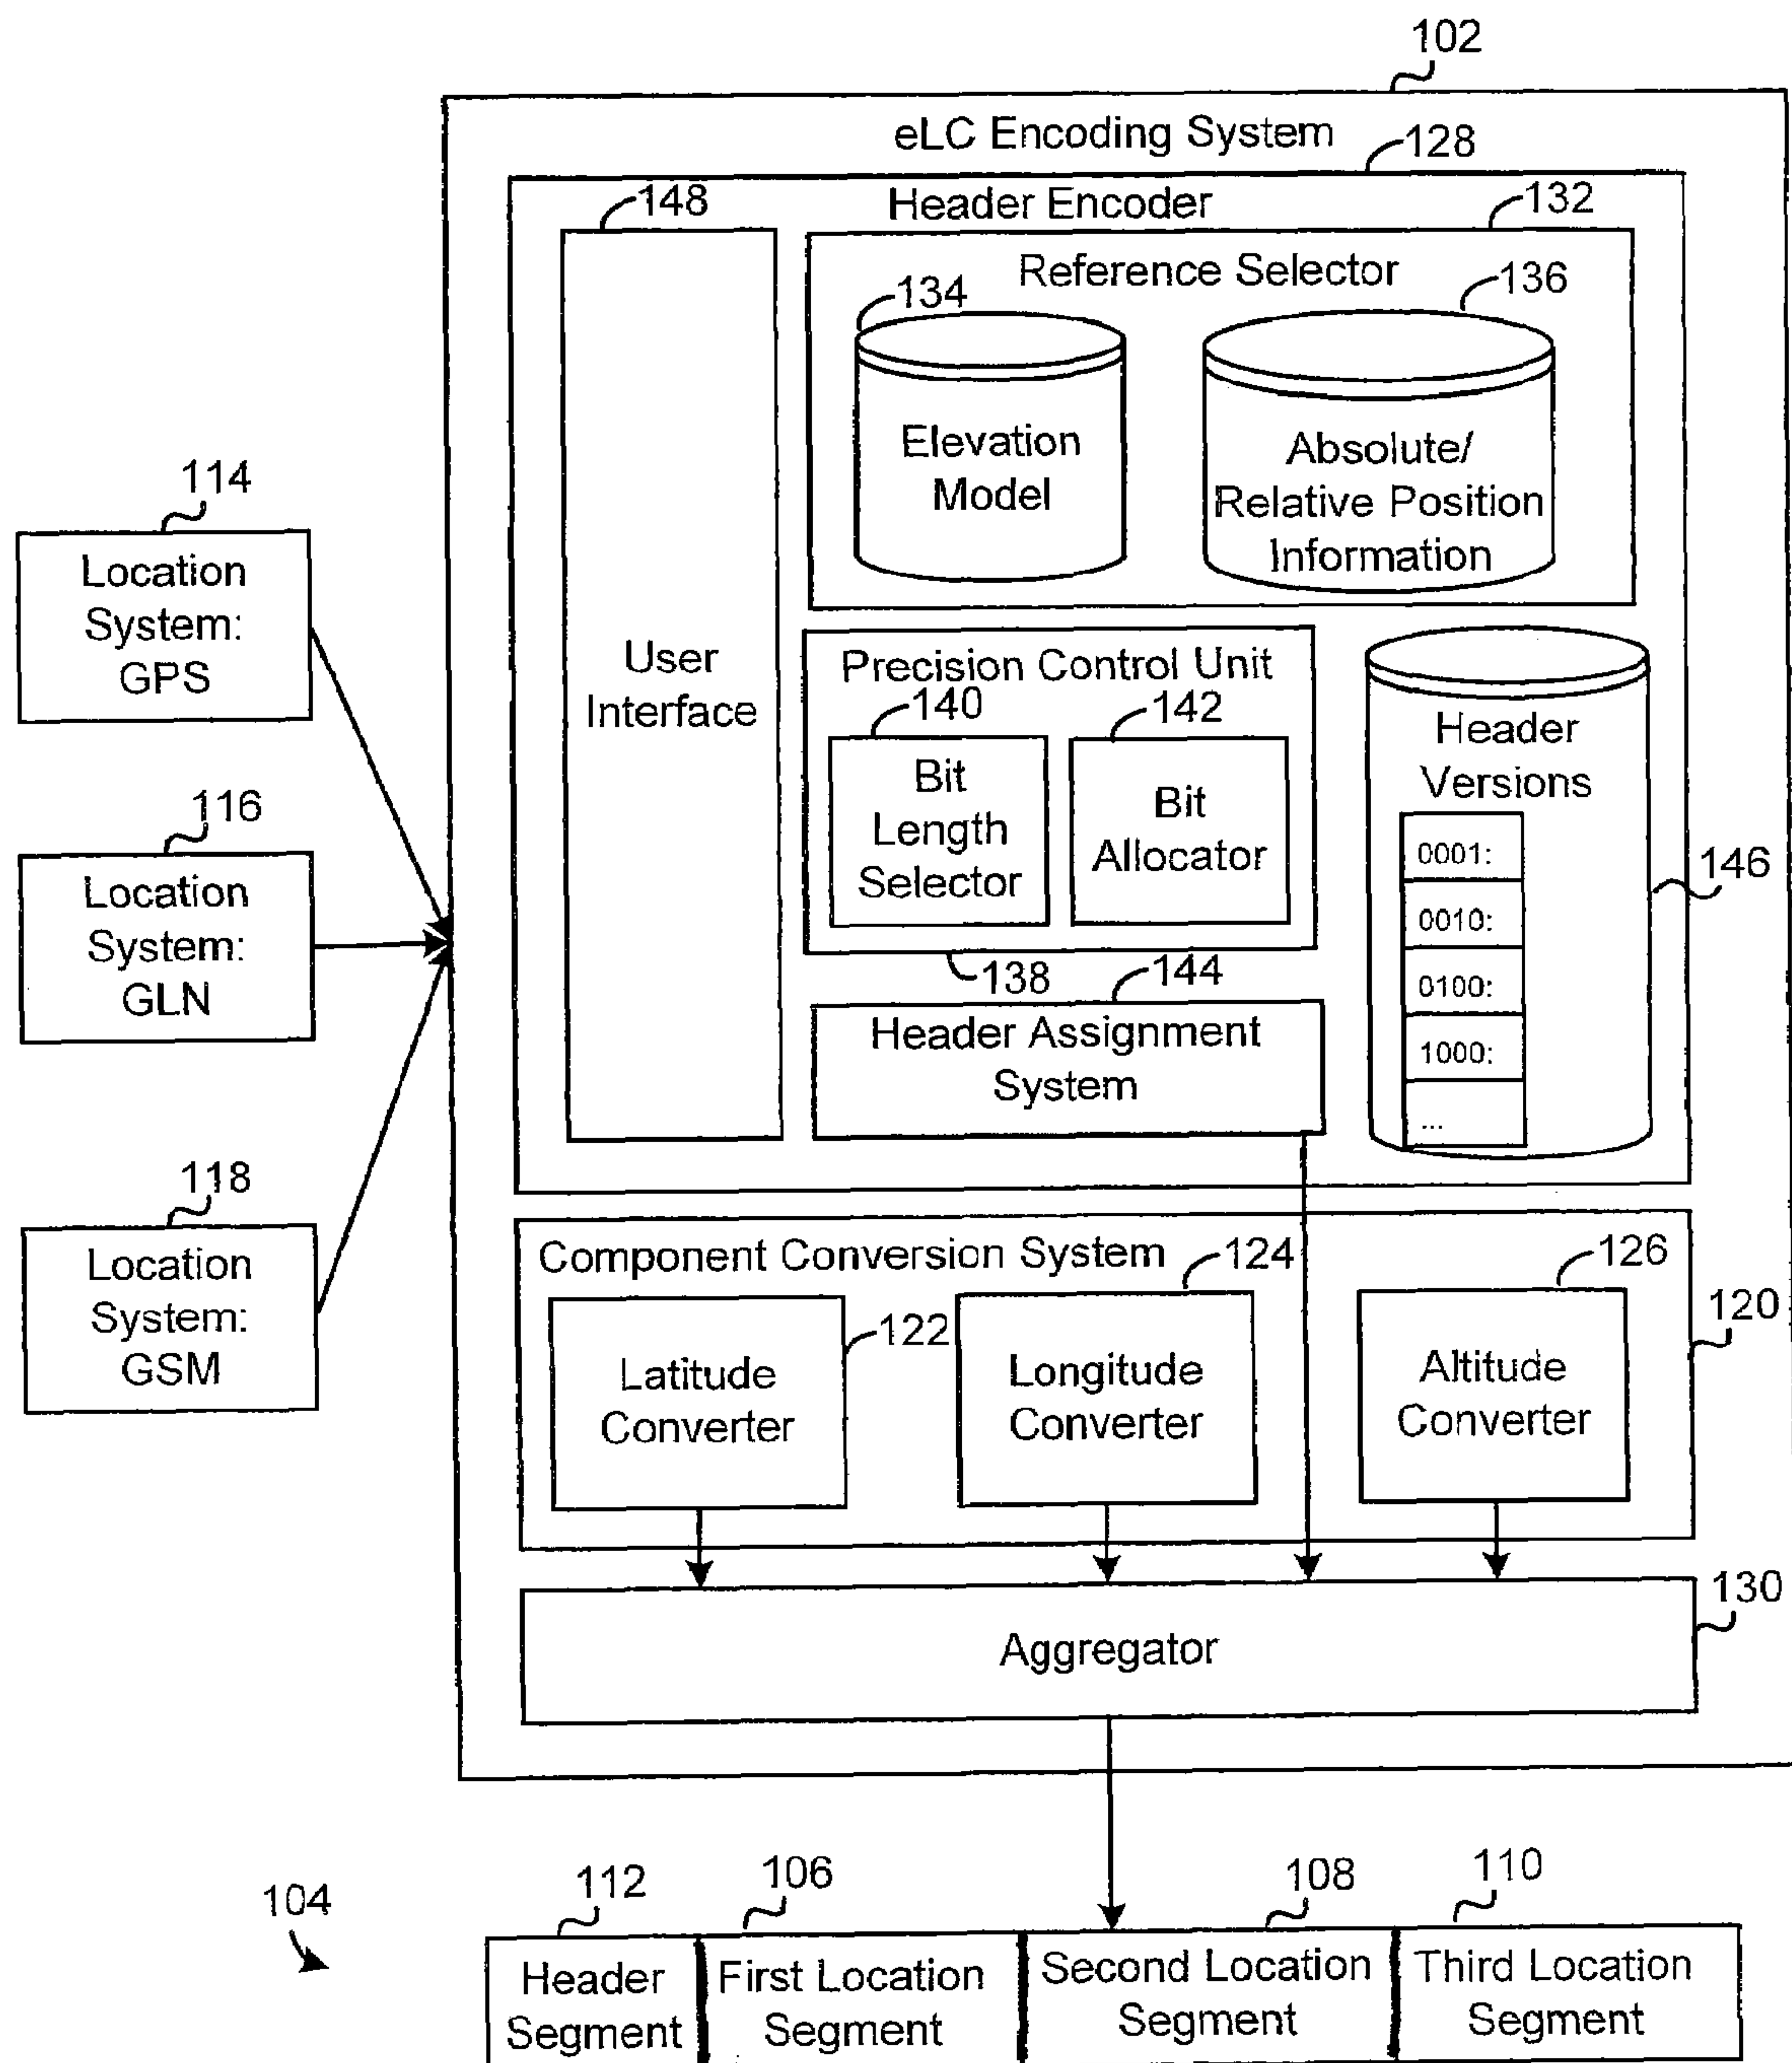 102
eLC Encoding System
128
148
Header Encoder
132
Reference Selector
134
136
Elevation
Model
Absolute/
Relative Position
Information
114
Location
System:
GPS
User
Interface
Precision Control Unit
140
142
Bit
Length
Selector
Bit
Allocator
Header
Versions
0001:
0010:
0100:
1000:
...
146
116
Location
System:
GLN
138
144
Header Assignment
System
118
Location
System:
GSM
Component Conversion System
124
126
120
122
Latitude
Converter
Longitude
Converter
Altitude
Converter
130
Aggregator
104
112
106
108
110
Header
Segment
First Location
Segment
Second Location
Segment
Third Location
Segment